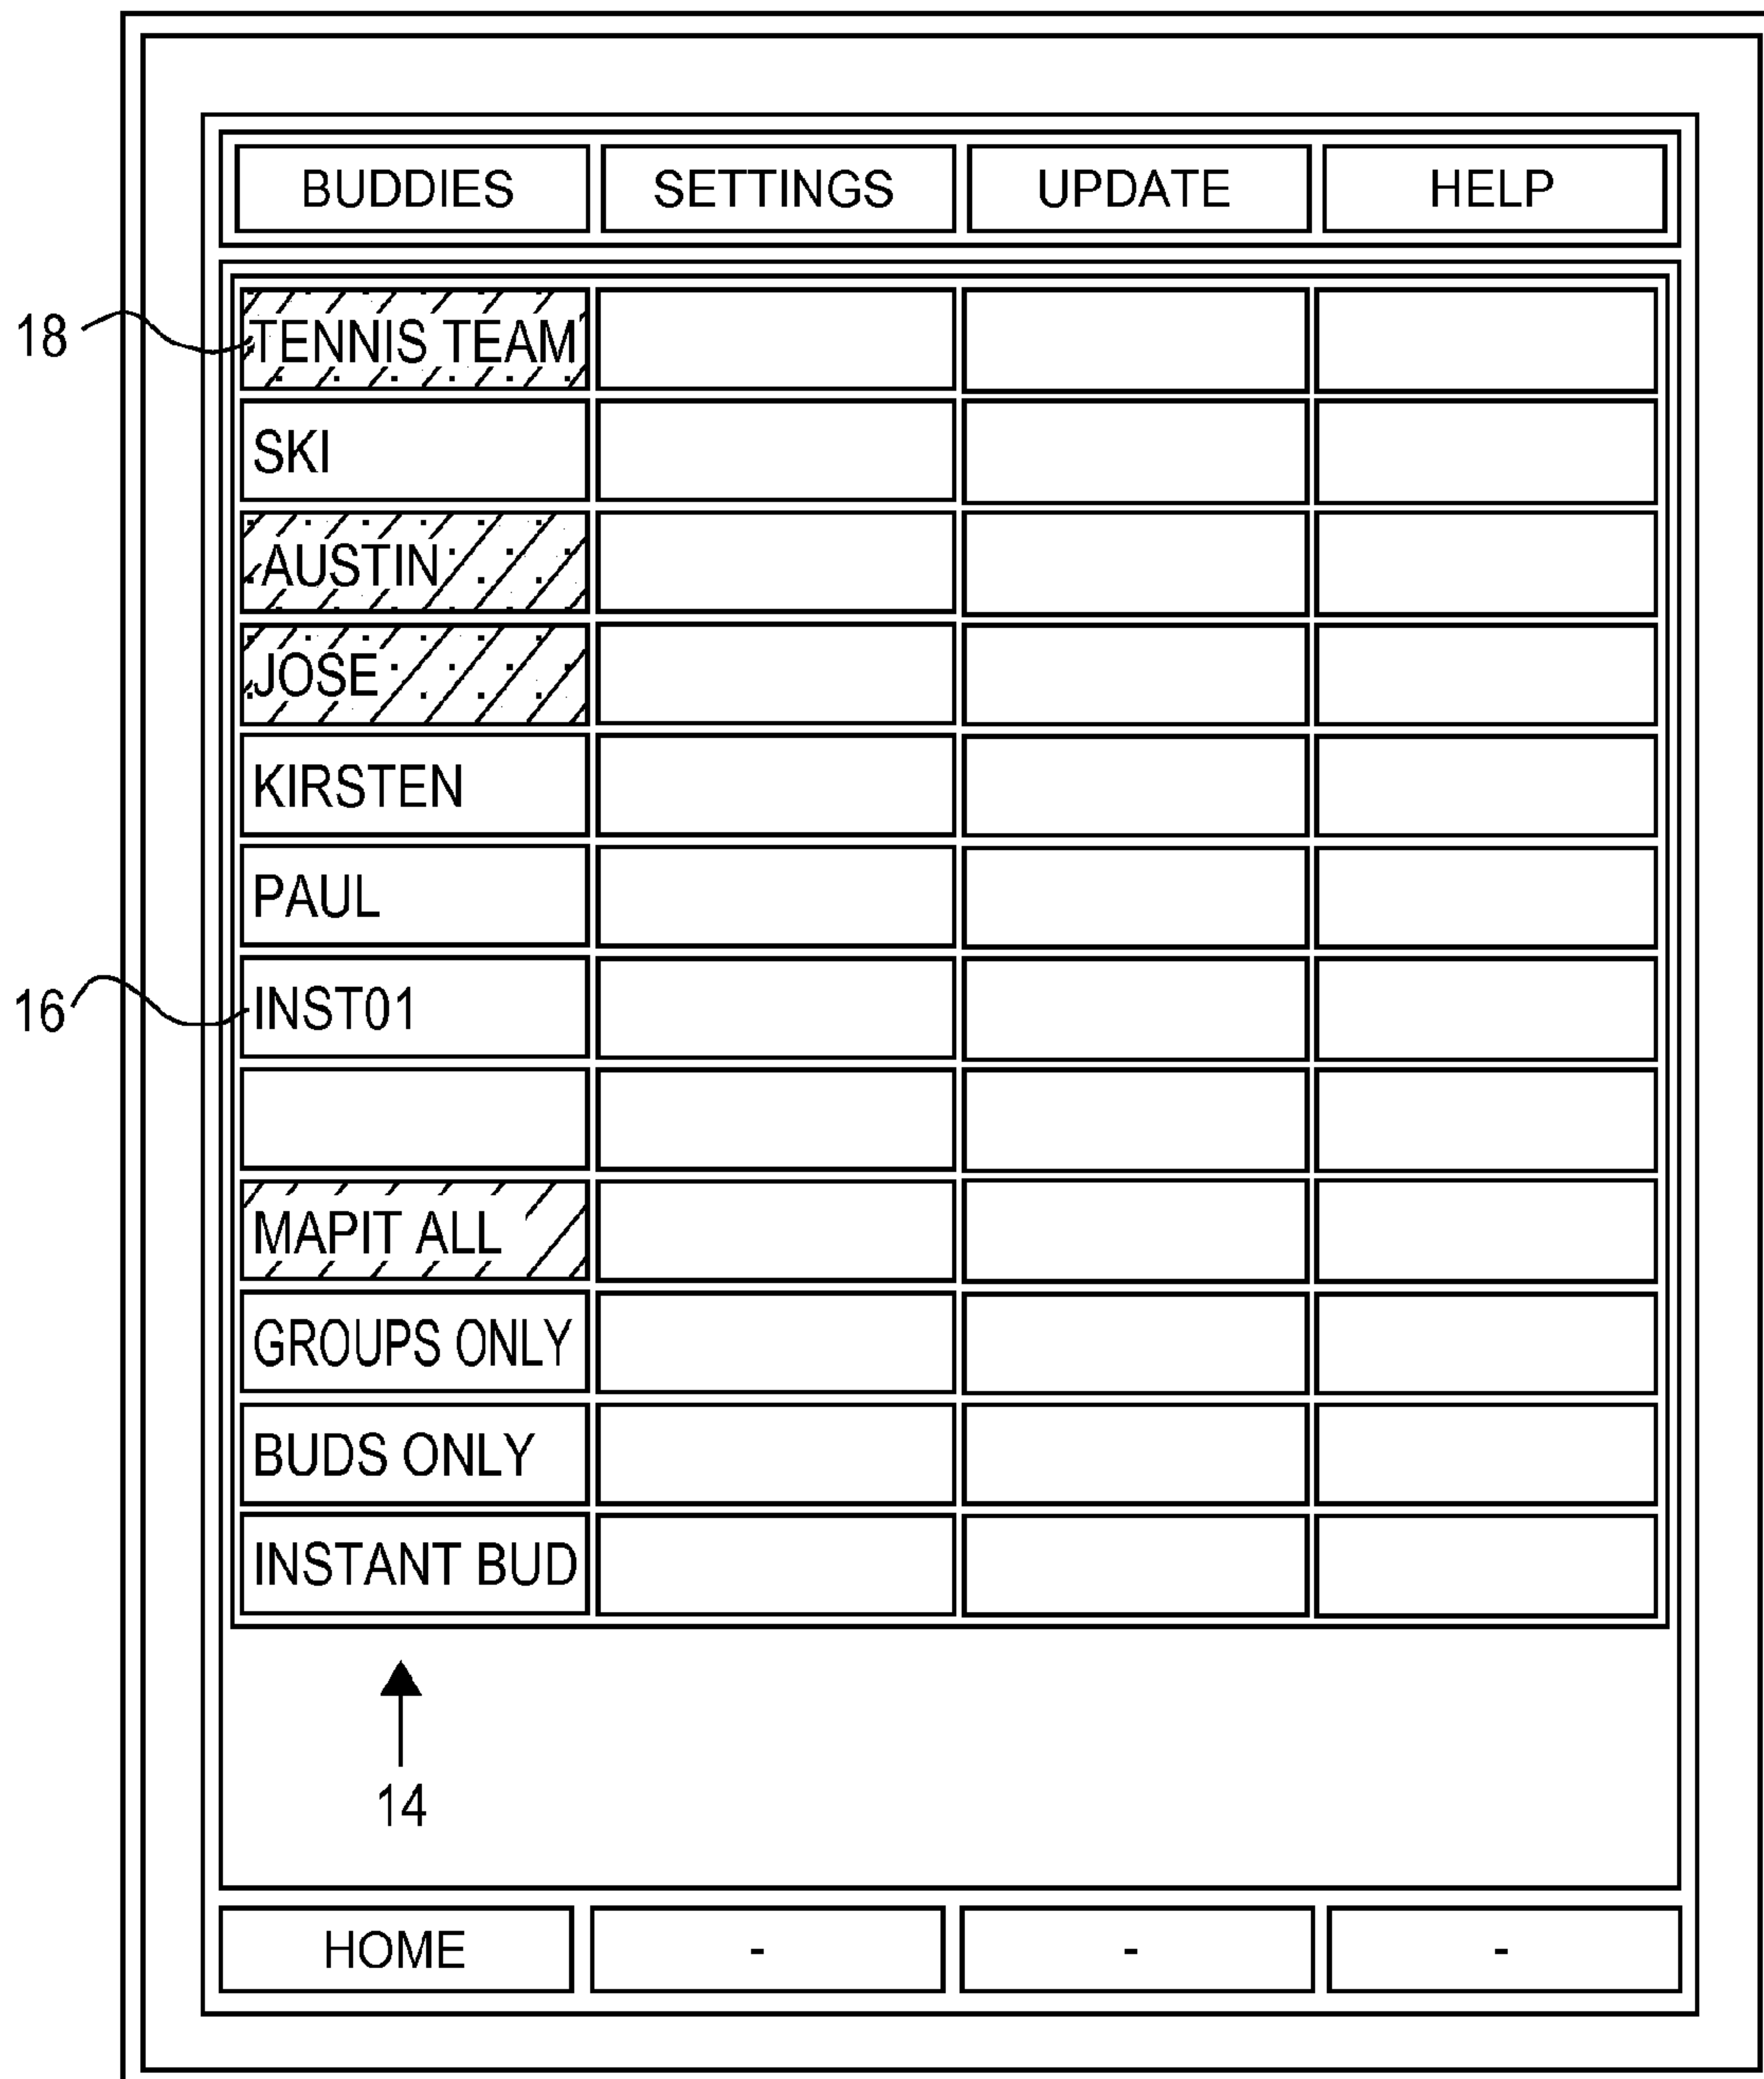 BUDDIES SETTINGS UPDATE HELP
18
TENNIS TEAM
SKI
AUSTIN
JOSE
KIRSTEN
PAUL
16
INST01
MAPIT ALL
GROUPS ONLY
BUDS ONLY
INSTANT BUD
14
HOME - - -